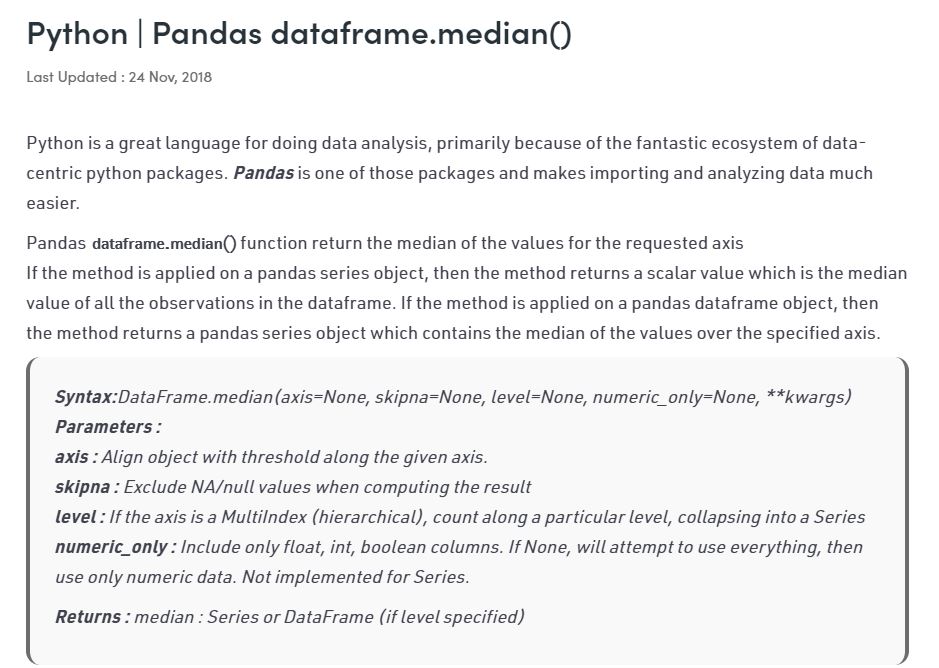 Python | Pandas dataframe.median()
Last Updated : 24 Nov, 2018
Python is a great language for doing data analysis, primarily because of the fantastic ecosystem of data-
centric python packages. Pandas is one of those packages and makes importing and analyzing data much
easier.
Pandas dataframe.median() function return the median of the values for the requested axis
If the method is applied on a pandas series object, then the method returns a scalar value which is the median
value of all the observations in the dataframe. If the method is applied on a pandas dataframe object, then
the method returns a pandas series object which contains the median of the values over the specified axis.
Syntax:DataFrame.median(axis=None, skipna=None, level=None, numeric_only=None, **kwargs)
Parameters :
axis : Align object with threshold along the given axis.
skipna : Exclude NA/null values when computing the result
level : If the axis is a MultiIndex (hierarchical), count along a particular level, collapsing into a Series
numeric_only : Include only float, int, boolean columns. If None, will attempt to use everything, then
use only numeric data. Not implemented for Series.
Returns : median : Series or DataFrame (if level specified)